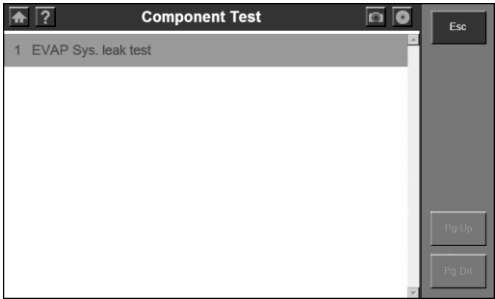 ? Component Test
Esc
1 EVAP Sys. leak test
Pg Up
Pg Dn